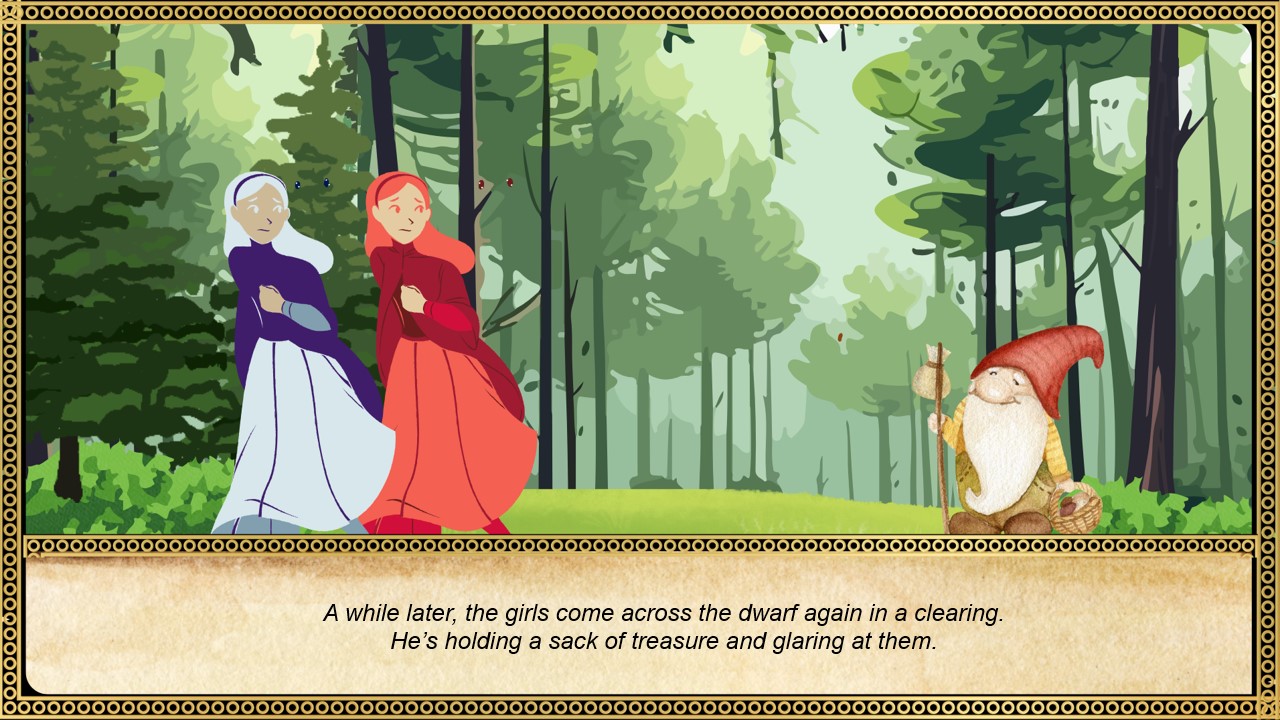 A while later, the girls come across the dwarf again in a clearing.
He’s holding a sack of treasure and glaring at them.